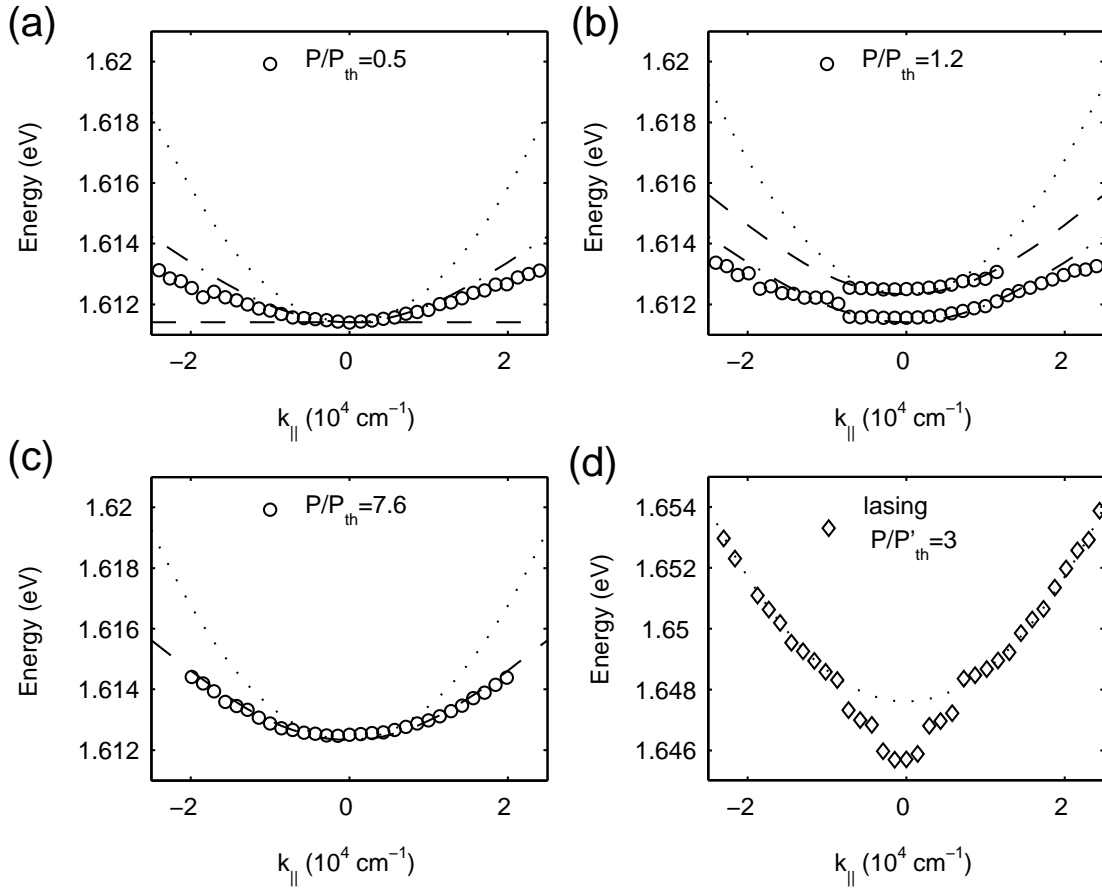 (a)
P/P_th=0.5
1.62
1.618
1.616
1.614
1.612
Energy (eV)
−2 0 2
k_|| (10^4 cm^−1)
(b)
P/P_th=1.2
1.62
1.618
1.616
1.614
1.612
Energy (eV)
−2 0 2
k_|| (10^4 cm^−1)
(c)
P/P_th=7.6
1.62
1.618
1.616
1.614
1.612
Energy (eV)
−2 0 2
k_|| (10^4 cm^−1)
(d)
lasing
P/P'_th=3
1.654
1.652
1.65
1.648
1.646
Energy (eV)
−2 0 2
k_|| (10^4 cm^−1)